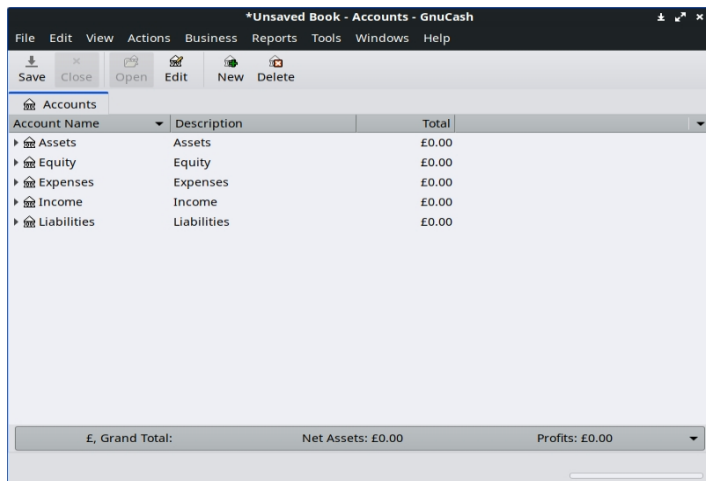 *Unsaved Book - Accounts - GnuCash
File Edit View Actions Business Reports Tools Windows Help
Save Close Open Edit New Delete
Accounts
Account Name Description Total
Assets Assets £0.00
Equity Equity £0.00
Expenses Expenses £0.00
Income Income £0.00
Liabilities Liabilities £0.00
£, Grand Total: Net Assets: £0.00 Profits: £0.00